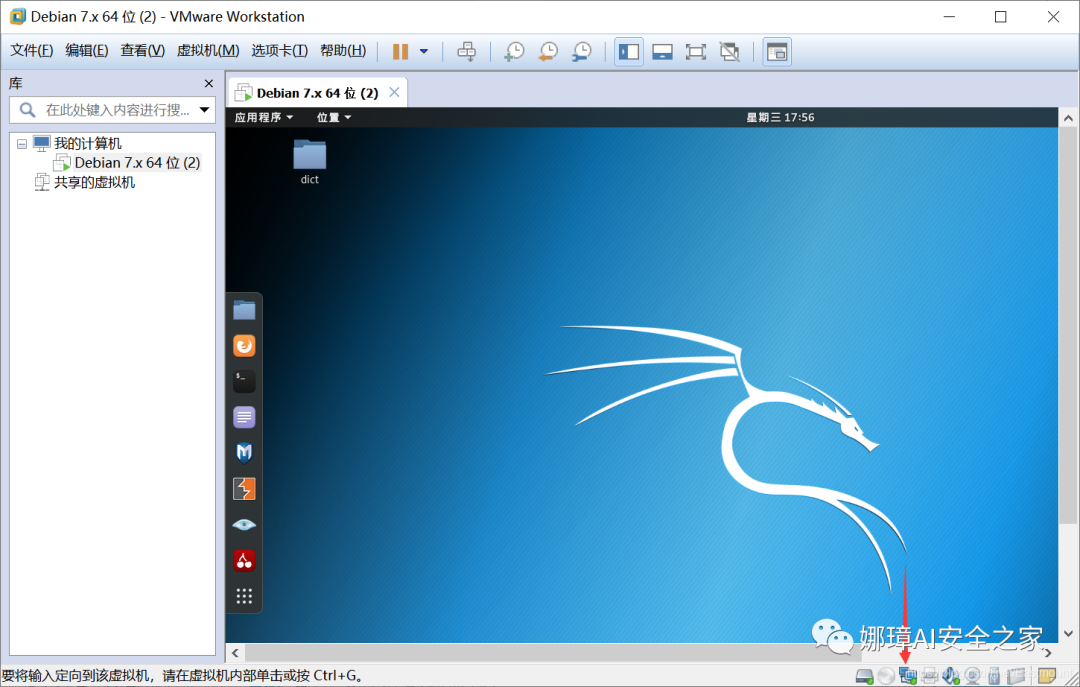 Debian 7.x 64 位 (2) - VMware Workstation
文件(F) 编辑(E) 查看(V) 虚拟机(M) 选项卡(T) 帮助(H)
库
在此处键入内容进行搜...
我的计算机
Debian 7.x 64 位 (2)
共享的虚拟机
Debian 7.x 64 位 (2)
应用程序 位置 星期三 17:56
dict
娜璋AI安全之家
要将输入定向到该虚拟机，请在虚拟机内部单击或按 Ctrl+G。